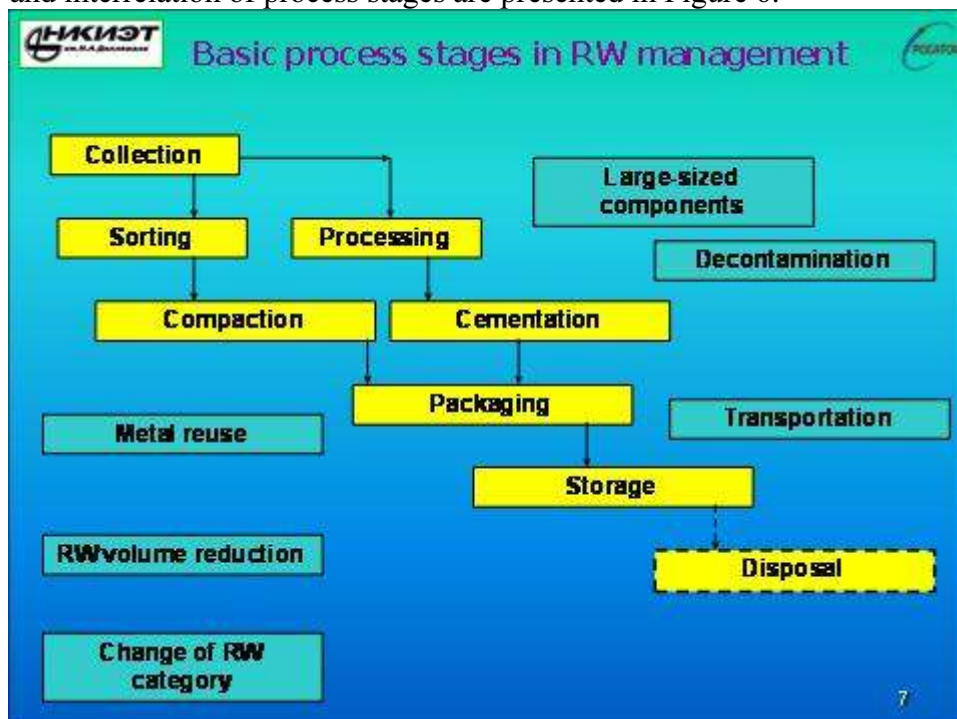 and interrelation of process stages are presented in Figure 6.
НИКИЭТ
Basic process stages in RW management
РОСАТОМ
Collection
Large-sized
components
Sorting
Processing
Decontamination
Compaction
Cementation
Packaging
Transportation
Metal reuse
Storage
RW volume reduction
Disposal
Change of RW
category
7